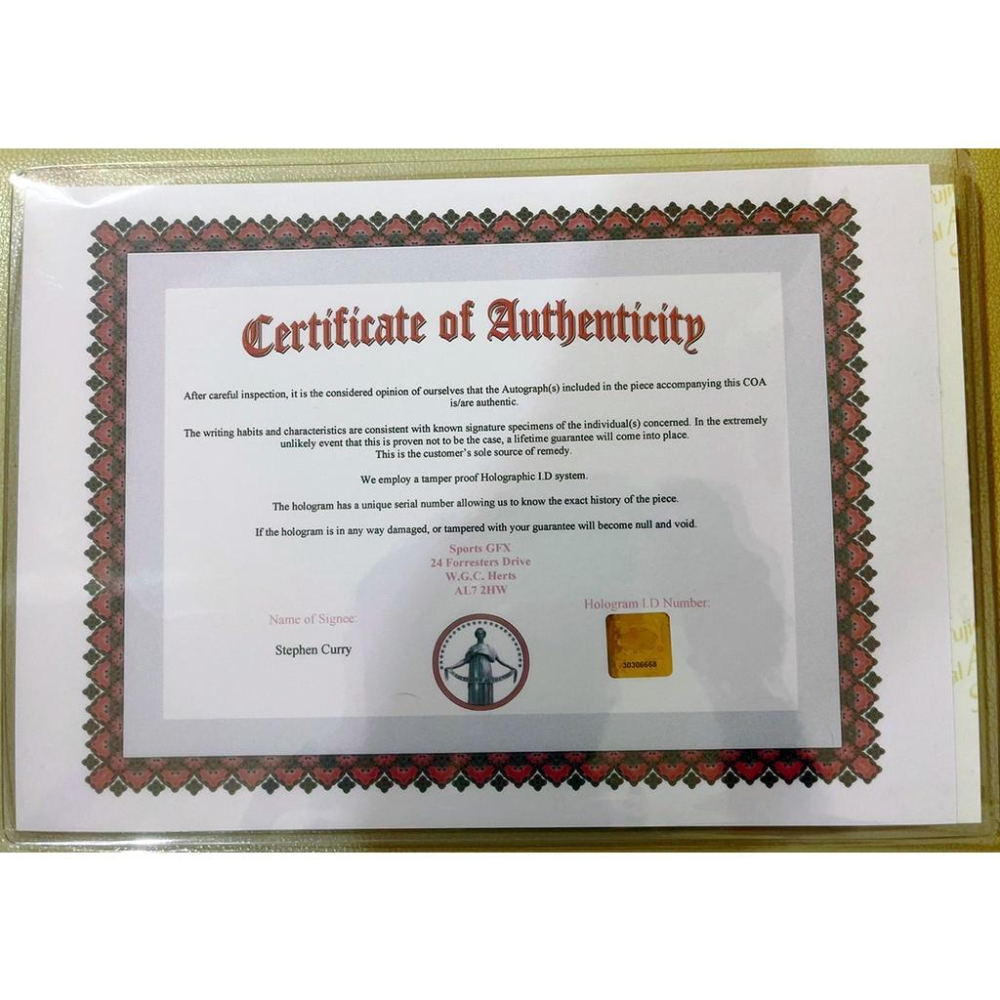 Certificate of Authenticity
After careful inspection, it is the considered opinion of ourselves that the Autograph(s) included in the piece accompanying this COA
is/are authentic.
The writing habits and characteristics are consistent with known signature specimens of the individual(s) concerned. In the extremely
unlikely event that this is proven not to be the case, a lifetime guarantee will come into place.
This is the customer's sole source of remedy.
We employ a tamper proof Holographic I.D system.
The hologram has a unique serial number allowing us to know the exact history of the piece.
If the hologram is in any way damaged, or tampered with your guarantee will become null and void.
Sports GFX
24 Forresters Drive
W.G.C. Herts
AL7 2HW
Name of Signee:
Hologram I.D Number:
Stephen Curry
30306668